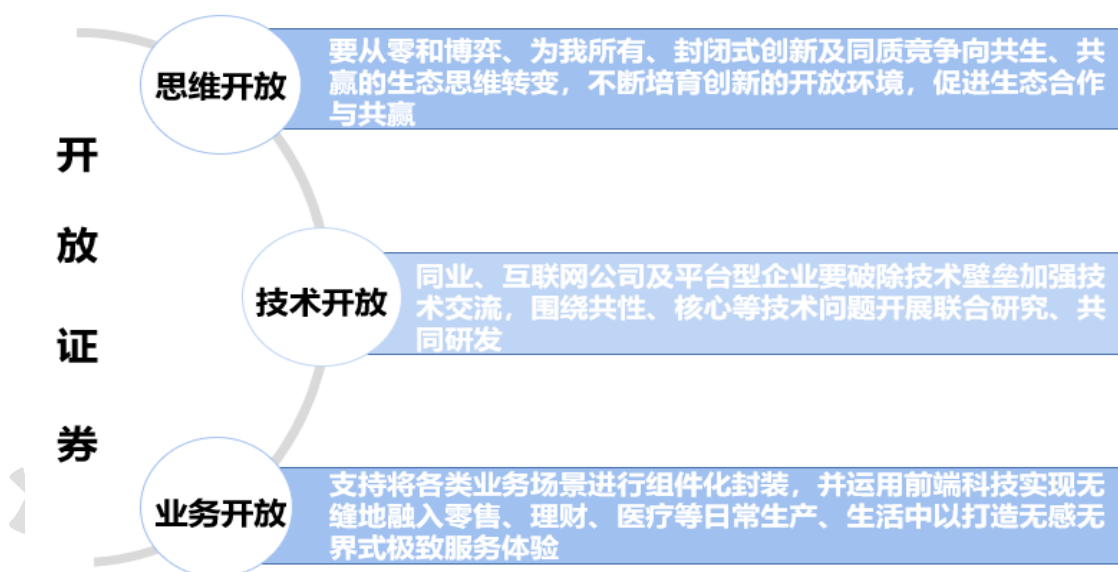 开放证券
思维开放
要从零和博弈、为我所有、封闭式创新及同质竞争向共生、共
赢的生态思维转变，不断培育创新的开放环境，促进生态合作
与共赢
技术开放
同业、互联网公司及平台型企业要破除技术壁垒加强技
术交流，围绕共性、核心等技术问题开展联合研究、共
同研发
业务开放
支持将各类业务场景进行组件化封装，并运用前端科技实现无
缝地融入零售、理财、医疗等日常生产、生活中以打造无感无
界式极致服务体验